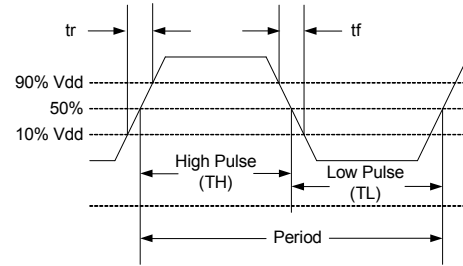 tr
tf
90% Vdd
50%
10% Vdd
High Pulse
(TH)
Low Pulse
(TL)
Period